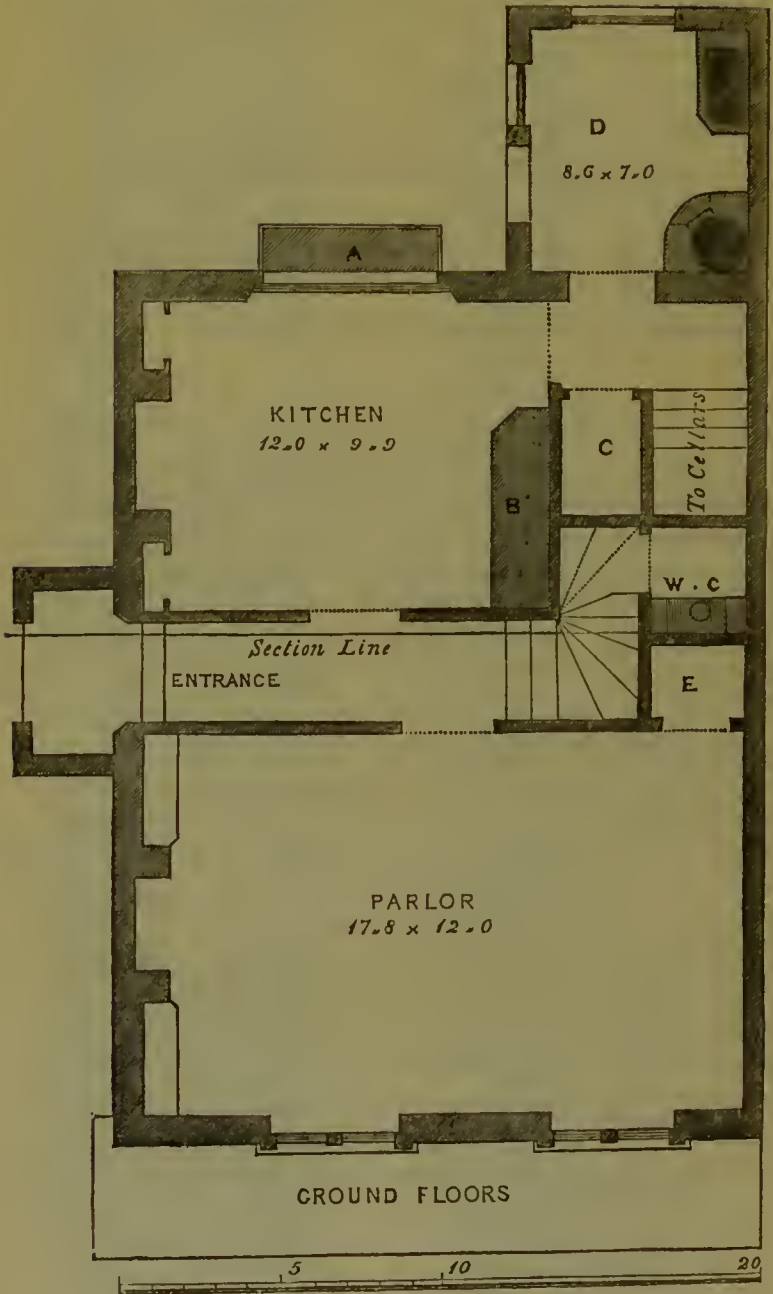 D
8.6 x 7.0
A
KITCHEN
12.0 x 9.9
C
To Cellars
B
W.C
Section Line
ENTRANCE
E
PARLOR
17.8 x 12.0
GROUND FLOORS
5 10 20